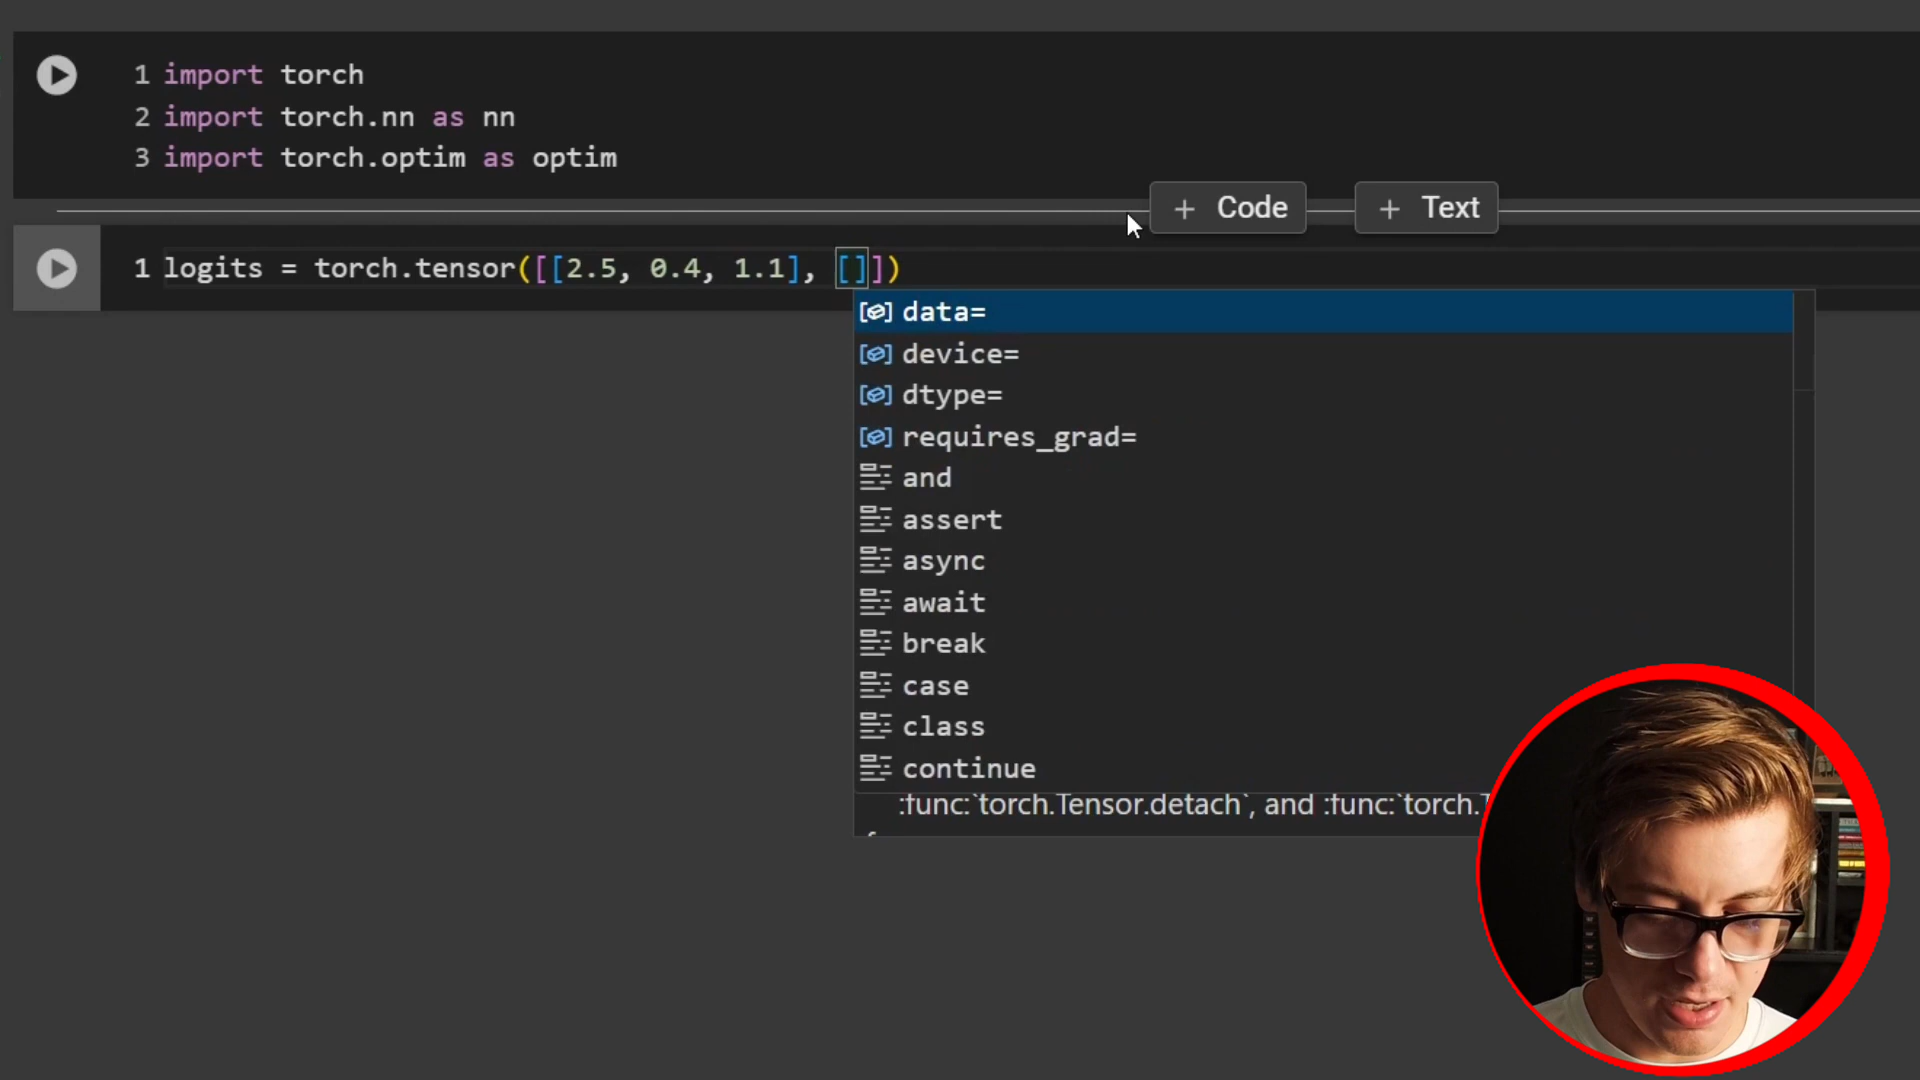 1 import torch
2 import torch.nn as nn
3 import torch.optim as optim
+ Code + Text
1 logits = torch.tensor([[2.5, 0.4, 1.1], []])
data=
device=
dtype=
requires_grad=
and
assert
async
await
break
case
class
continue
:func:`torch.Tensor.detach`, and :func:`torch.